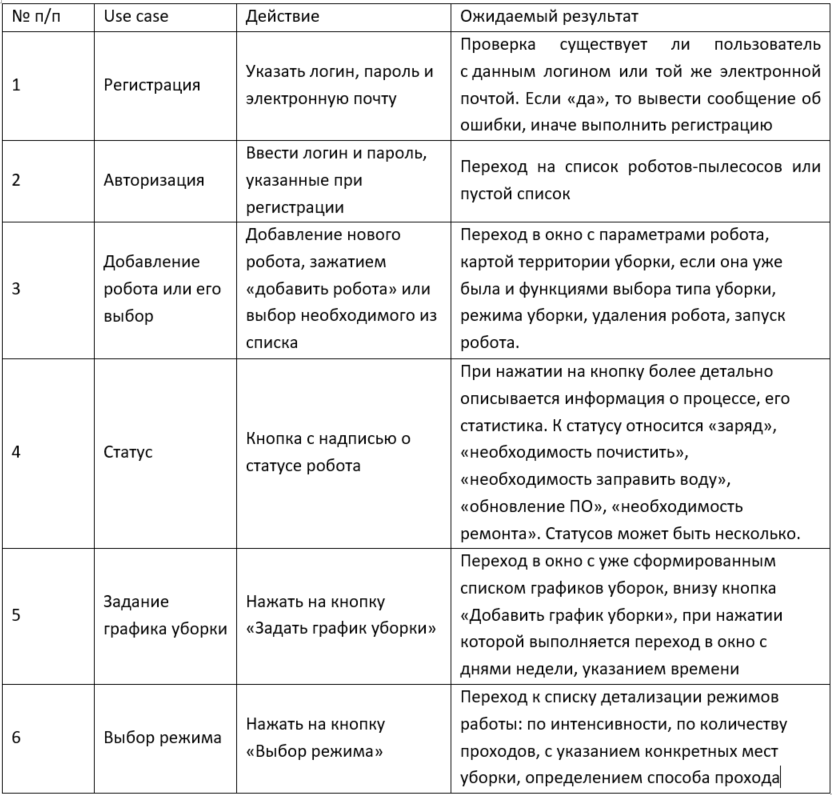 № п/п
Use case
Действие
Ожидаемый результат
1
Регистрация
Указать логин, пароль и
электронную почту
Проверка существует ли пользователь
с данным логином или той же электронной
почтой. Если «да», то вывести сообщение об
ошибки, иначе выполнить регистрацию
2
Авторизация
Ввести логин и пароль,
указанные при
регистрации
Переход на список роботов-пылесосов или
пустой список
3
Добавление
робота или его
выбор
Добавление нового
робота, зажатием
«добавить робота» или
выбор необходимого из
списка
Переход в окно с параметрами робота,
картой территории уборки, если она уже
была и функциями выбора типа уборки,
режима уборки, удаления робота, запуск
робота.
4
Статус
Кнопка с надписью о
статусе робота
При нажатии на кнопку более детально
описывается информация о процессе, его
статистика. К статусу относится «заряд»,
«необходимость почистить»,
«необходимость заправить воду»,
«обновление ПО», «необходимость
ремонта». Статусов может быть несколько.
5
Задание
графика уборки
Нажать на кнопку
«Задать график уборки»
Переход в окно с уже сформированным
списком графиков уборок, внизу кнопка
«Добавить график уборки», при нажатии
которой выполняется переход в окно с
днями недели, указанием времени
6
Выбор режима
Нажать на кнопку
«Выбор режима»
Переход к списку детализации режимов
работы: по интенсивности, по количеству
проходов, с указанием конкретных мест
уборки, определением способа прохода